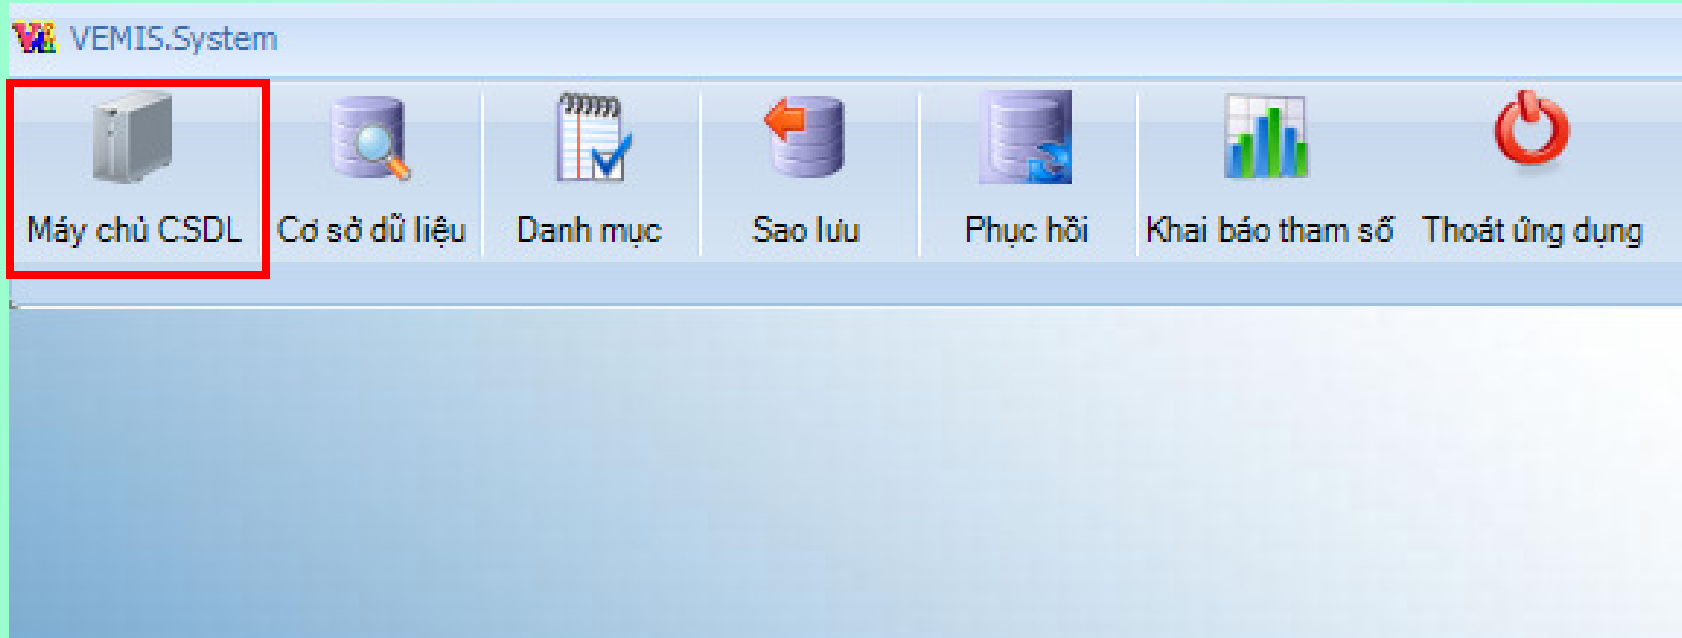 VEMIS.System
Máy chủ CSDL Cơ sở dữ liệu Danh mục Sao lưu Phục hồi Khai báo tham số Thoát ứng dụng